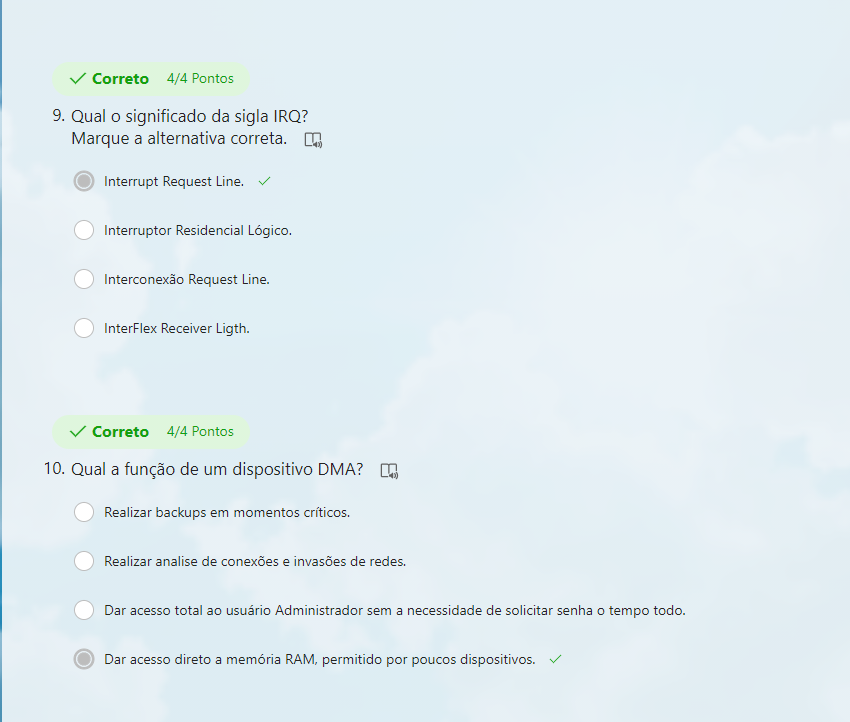 Correto 4/4 Pontos
9. Qual o significado da sigla IRQ?
Marque a alternativa correta.
Interrupt Request Line.
Interruptor Residencial Lógico.
Interconexão Request Line.
InterFlex Receiver Ligth.
Correto 4/4 Pontos
10. Qual a função de um dispositivo DMA?
Realizar backups em momentos críticos.
Realizar analise de conexões e invasões de redes.
Dar acesso total ao usuário Administrador sem a necessidade de solicitar senha o tempo todo.
Dar acesso direto a memória RAM, permitido por poucos dispositivos.